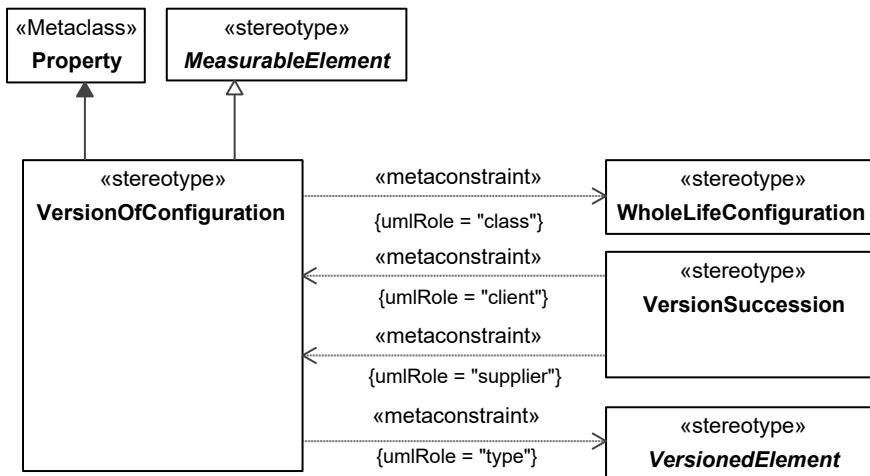 «Metaclass»
Property
«stereotype»
MeasurableElement
«stereotype»
VersionOfConfiguration
«metaconstraint»
{umlRole = "class"}
«stereotype»
WholeLifeConfiguration
«metaconstraint»
{umlRole = "client"}
«stereotype»
VersionSuccession
«metaconstraint»
{umlRole = "supplier"}
«metaconstraint»
{umlRole = "type"}
«stereotype»
VersionedElement